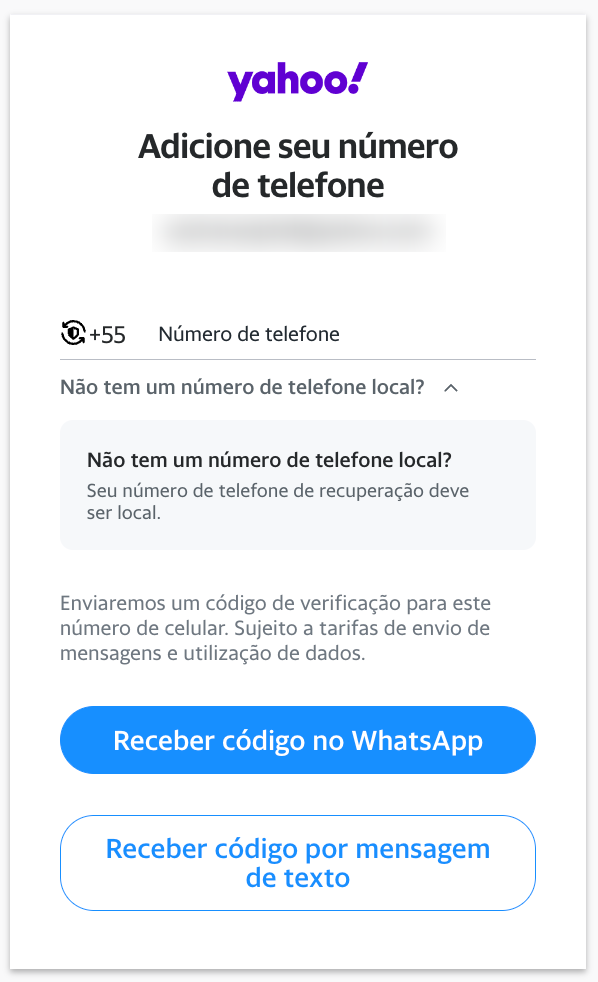 yahoo!
Adicione seu número
de telefone
+55 Número de telefone
Não tem um número de telefone local?
Não tem um número de telefone local?
Seu número de telefone de recuperação deve
ser local.
Enviaremos um código de verificação para este
número de celular. Sujeito a tarifas de envio de
mensagens e utilização de dados.
Receber código no WhatsApp
Receber código por mensagem
de texto